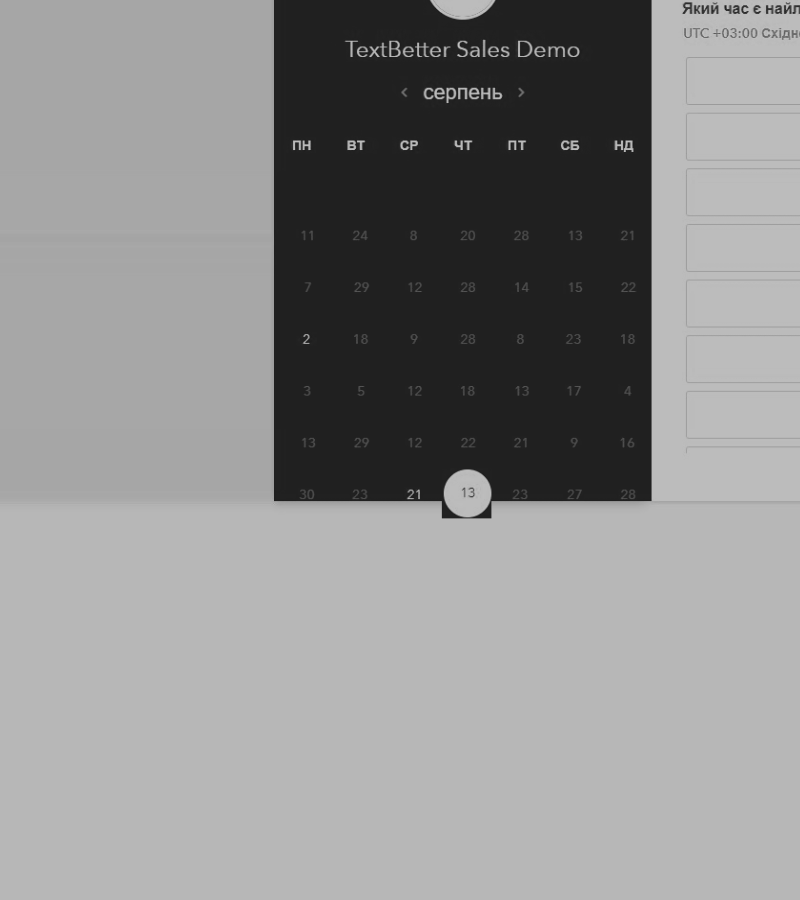 TextBetter Sales Demo
< серпень >
ПН ВТ СР ЧТ ПТ СБ НД
11 24 8 20 28 13 21
7 29 12 28 14 15 22
2 18 9 28 8 23 18
3 5 12 18 13 17 4
13 29 12 22 21 9 16
30 23 21 13 23 27 28
Який час є
UTC +03:00